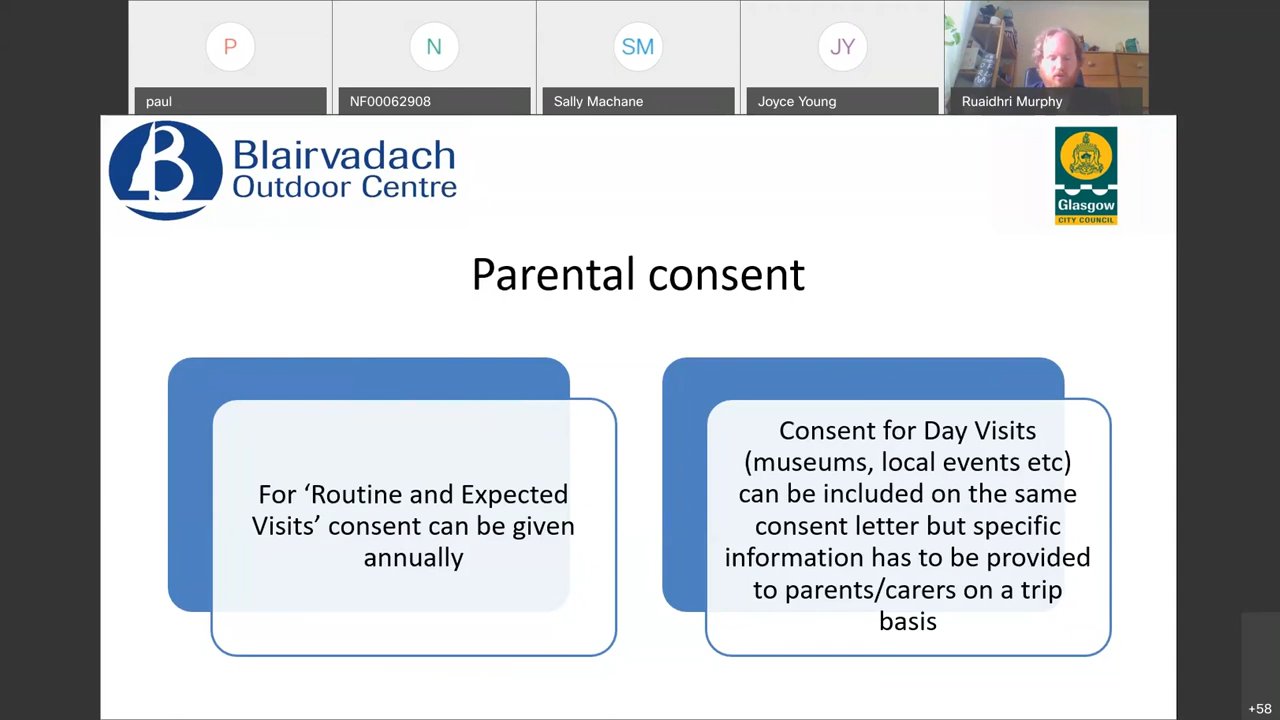 P
N
SM
JY
paul
NF00062908
Sally Machane
Joyce Young
Ruaidhri Murphy
B
Blairvadach
Outdoor Centre
Glasgow
CITY COUNCIL
Parental consent
For ‘Routine and Expected
Visits’ consent can be given
annually
Consent for Day Visits
(museums, local events etc)
can be included on the same
consent letter but specific
information has to be provided
to parents/carers on a trip
basis
+58